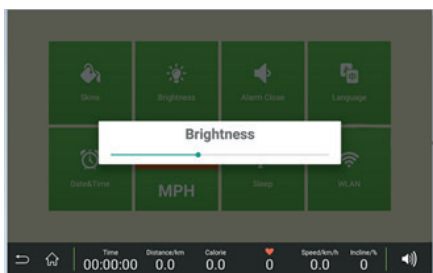 Skins
Brightness
Alarm Close
Language
Brightness
Date&Time
MPH
Sleep
WLAN
Time
00:00:00
Distance/km
0.0
Calorie
0.0
0
Speed/km/h
0.0
Incline/%
0